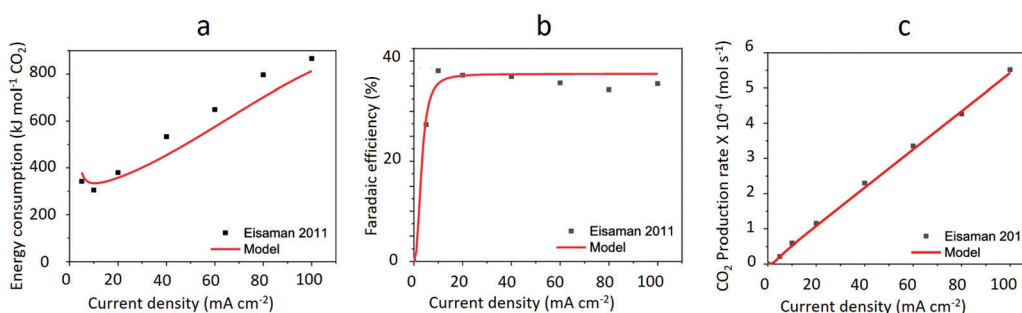 a
Energy consumption (kJ mol⁻¹ CO₂)
800
600
400
200
0
20
40
60
80
100
Current density (mA cm⁻²)
Eisaman 2011
Model
b
Faradaic efficiency (%)
40
20
0
0
20
40
60
80
100
Current density (mA cm⁻²)
Eisaman 2011
Model
c
CO₂ Production rate X 10⁻⁴ (mol s⁻¹)
6
5
4
3
2
1
0
0
20
40
60
80
100
Current density (mA cm⁻²)
Eisaman 201
Model